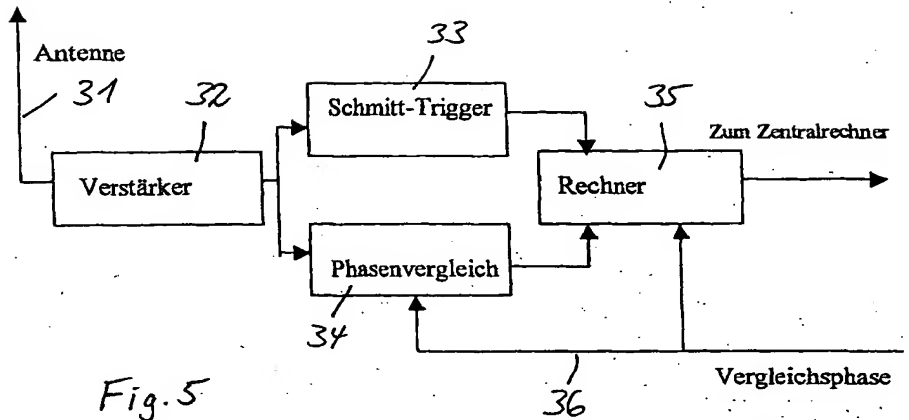 Antenne
31
32
33
Schmitt-Trigger
35
Zum Zentralrechner
Verstärker
Rechner
Phasenvergleich
34
36
Vergleichsphase
Fig. 5